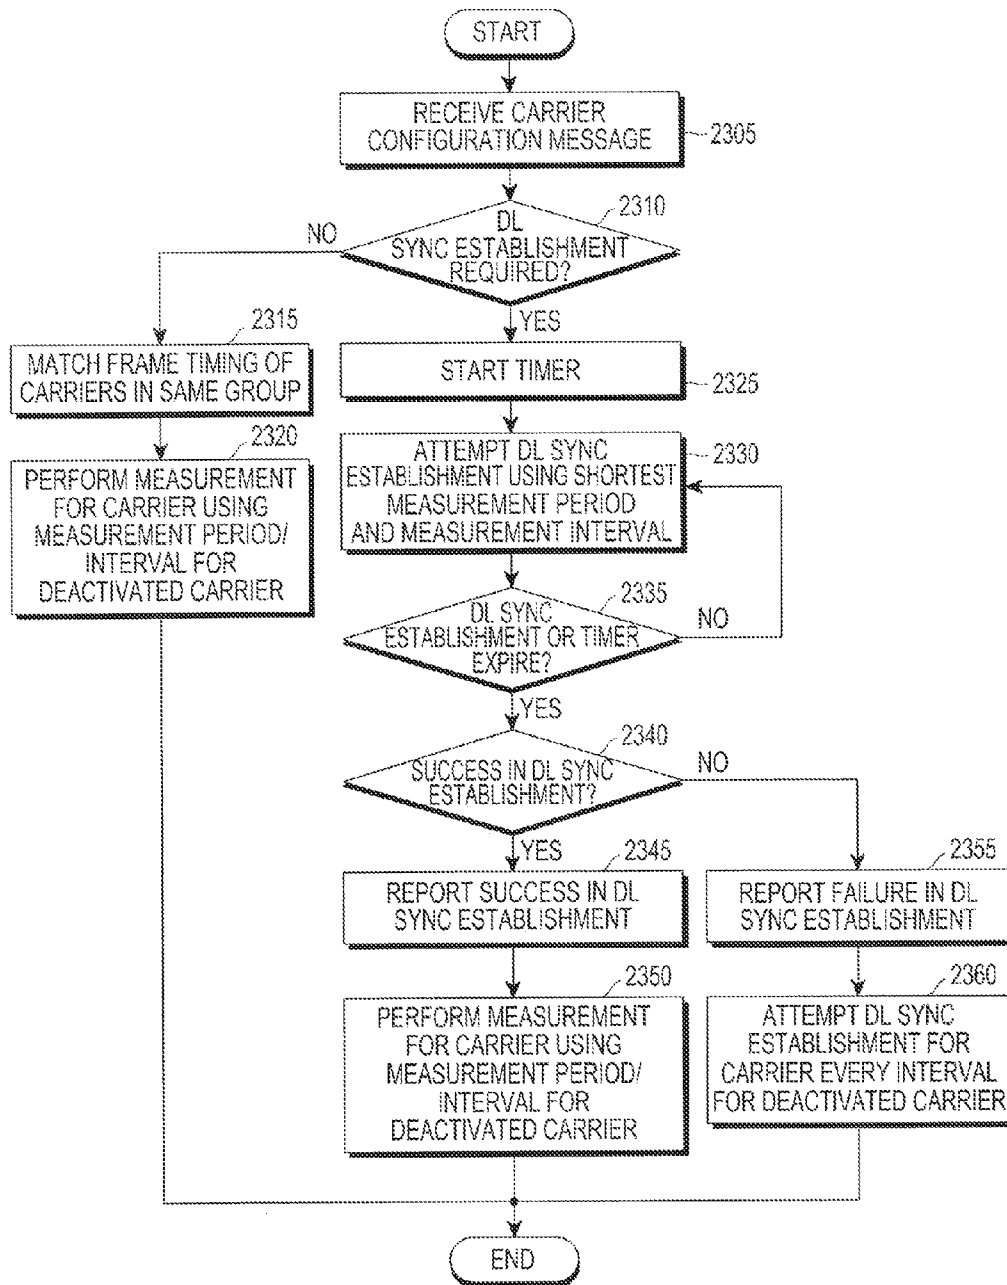 START
RECEIVE CARRIER
CONFIGURATION MESSAGE
2305
2310
DL
SYNC ESTABLISHMENT
REQUIRED?
NO
YES
2315
MATCH FRAME TIMING OF
CARRIERS IN SAME GROUP
START TIMER
2325
2320
PERFORM MEASUREMENT
FOR CARRIER USING
MEASUREMENT PERIOD/
INTERVAL FOR
DEACTIVATED CARRIER
ATTEMPT DL SYNC
ESTABLISHMENT USING SHORTEST
MEASUREMENT PERIOD
AND MEASUREMENT INTERVAL
2330
2335
DL SYNC
ESTABLISHMENT OR TIMER
EXPIRE?
NO
YES
2340
SUCCESS IN DL SYNC
ESTABLISHMENT?
NO
YES
2345
REPORT SUCCESS IN DL
SYNC ESTABLISHMENT
2355
REPORT FAILURE IN DL
SYNC ESTABLISHMENT
2350
PERFORM MEASUREMENT
FOR CARRIER USING
MEASUREMENT PERIOD/
INTERVAL FOR
DEACTIVATED CARRIER
2360
ATTEMPT DL SYNC
ESTABLISHMENT FOR
CARRIER EVERY INTERVAL
FOR DEACTIVATED CARRIER
END